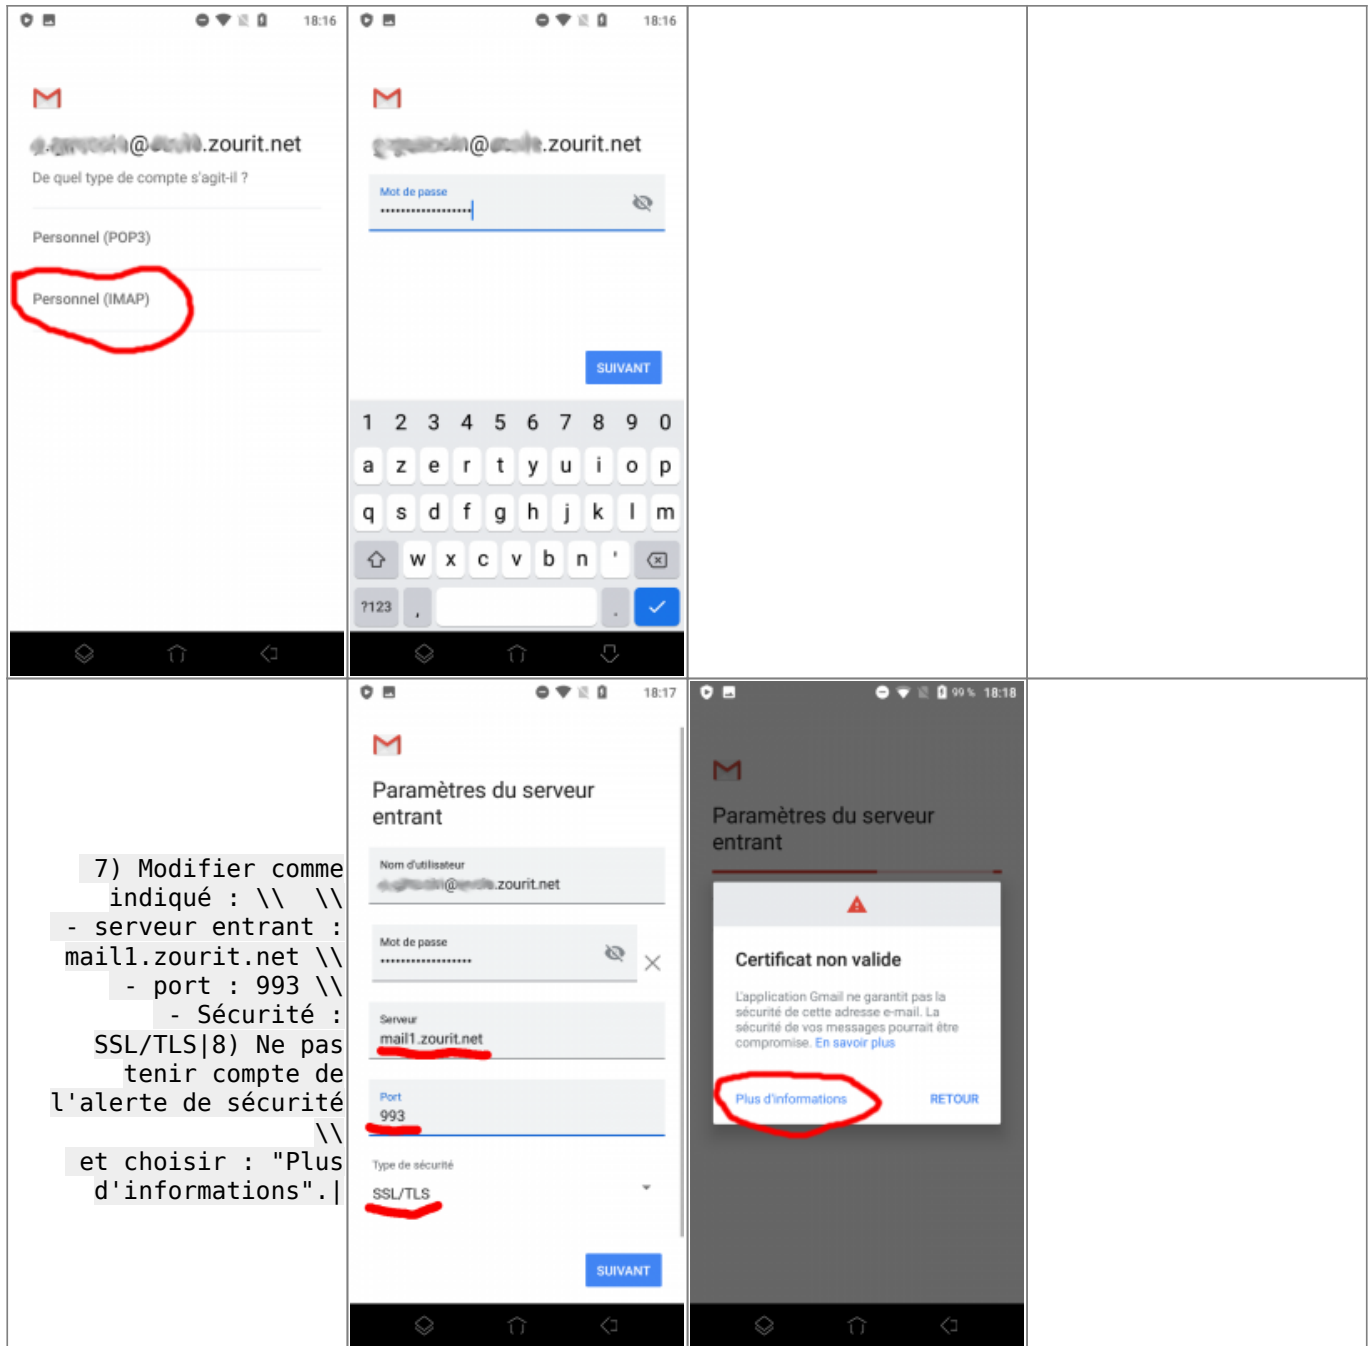 18:16
.zourit.net
De quel type de compte s'agit-il ?
Personnel (POP3)
Personnel (IMAP)
18:16
.zourit.net
Mot de passe
••••••••••••••••••
SUIVANT
1 2 3 4 5 6 7 8 9 0
a z e r t y u i o p
q s d f g h j k l m
w x c v b n '
?123 , .
7) Modifier comme
indiqué : \\ \\
- serveur entrant :
mail1.zourit.net \\
- port : 993 \\
- Sécurité :
SSL/TLS|8) Ne pas
tenir compte de
l'alerte de sécurité
\\
et choisir : "Plus
d'informations".|
18:17
Paramètres du serveur
entrant
Nom d'utilisateur
.zourit.net
Mot de passe
••••••••••••••••••
Serveur
mail1.zourit.net
Port
993
Type de sécurité
SSL/TLS
SUIVANT
99 % 18:18
Paramètres du serveur
entrant
Certificat non valide
L'application Gmail ne garantit pas la
sécurité de cette adresse e-mail. La
sécurité de vos messages pourrait être
compromise. En savoir plus
Plus d'informations RETOUR